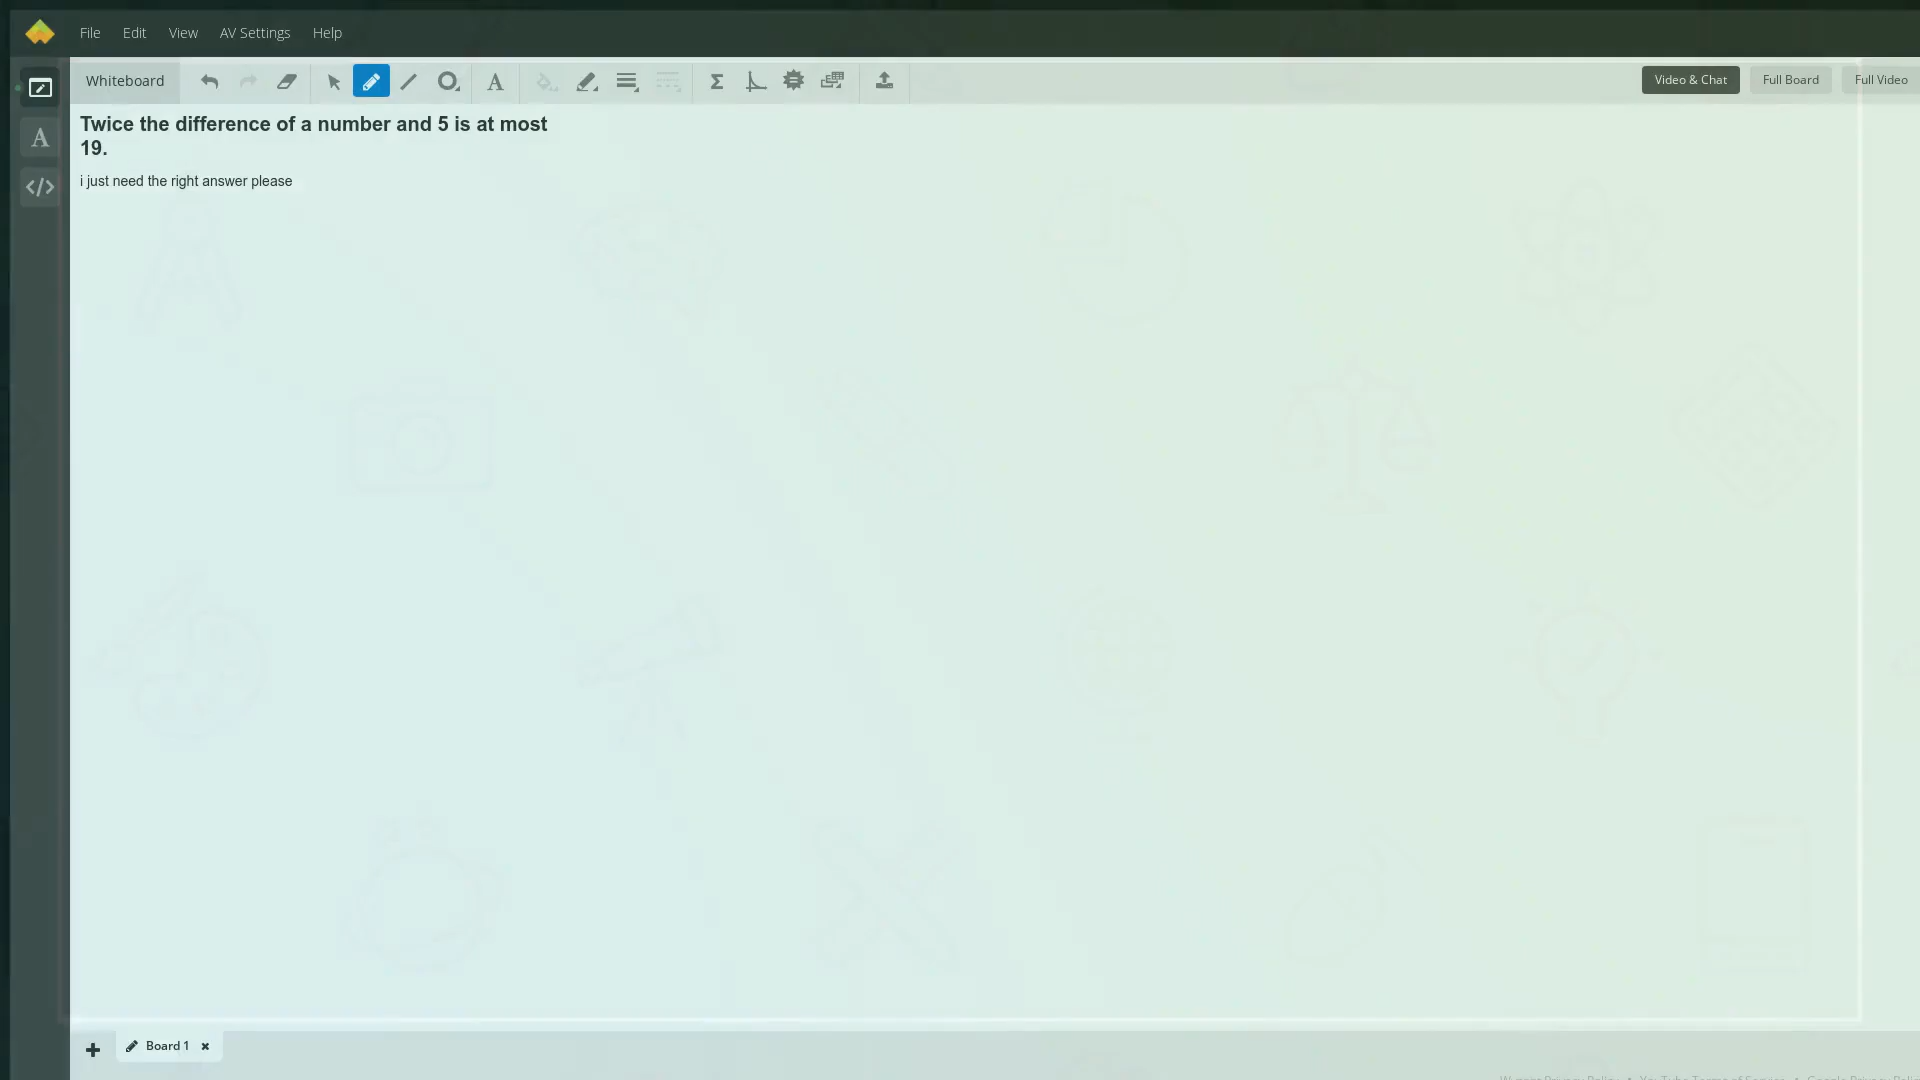 File Edit View AV Settings Help
Whiteboard
Video & Chat Full Board Full Video
Twice the difference of a number and 5 is at most
19.
i just need the right answer please
Board 1